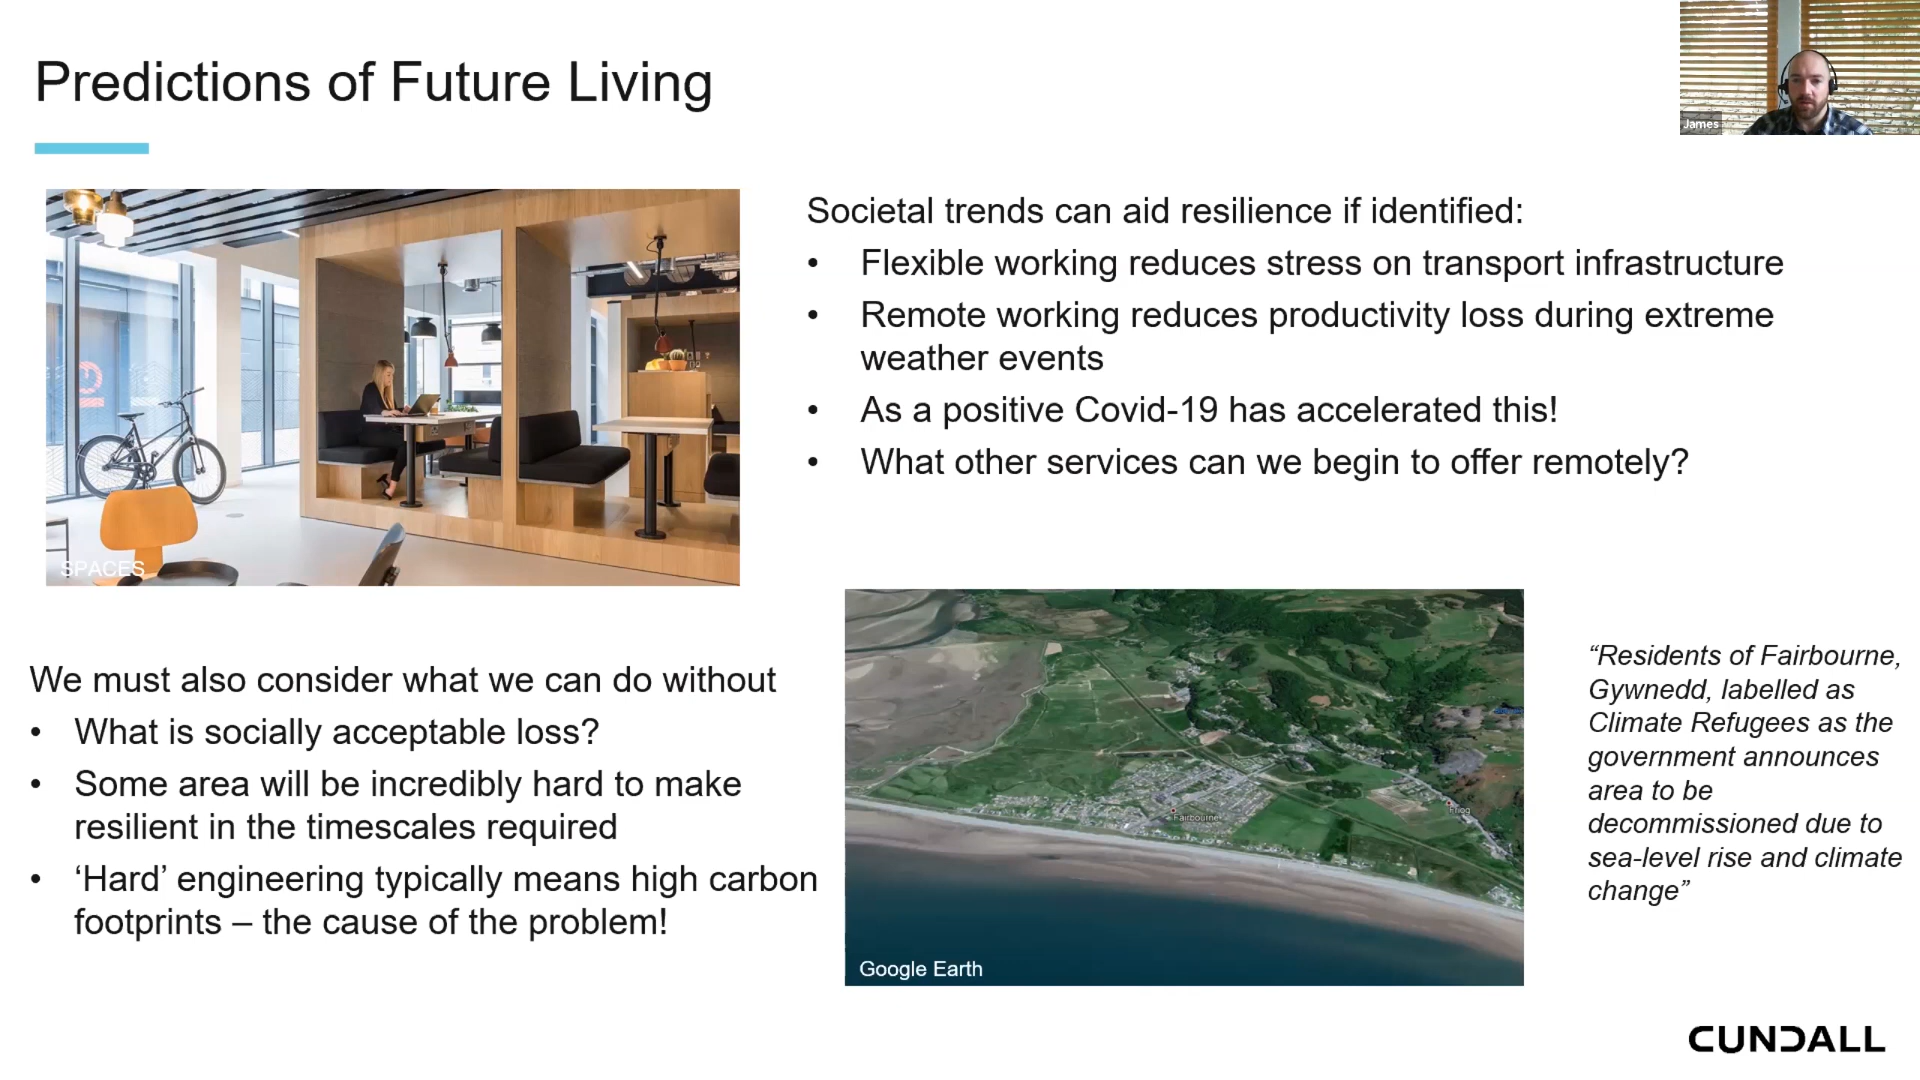 Predictions of Future Living
James
SPACES
Societal trends can aid resilience if identified:
• Flexible working reduces stress on transport infrastructure
• Remote working reduces productivity loss during extreme
weather events
• As a positive Covid-19 has accelerated this!
• What other services can we begin to offer remotely?
We must also consider what we can do without
• What is socially acceptable loss?
• Some area will be incredibly hard to make
resilient in the timescales required
• ‘Hard’ engineering typically means high carbon
footprints – the cause of the problem!
Fairbourne
Friog
Google Earth
“Residents of Fairbourne,
Gywnedd, labelled as
Climate Refugees as the
government announces
area to be
decommissioned due to
sea-level rise and climate
change”
CUNDALL